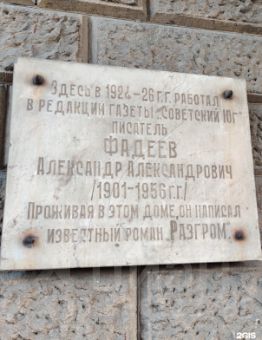 Здесь в 1924-26 г.г. работал
в редакции газеты "Советский Юг"
писатель
ФАДЕЕВ
Александр Александрович
/1901-1956 г.г./
Проживая в этом доме, он написал
известный роман "Разгром"
2GIS